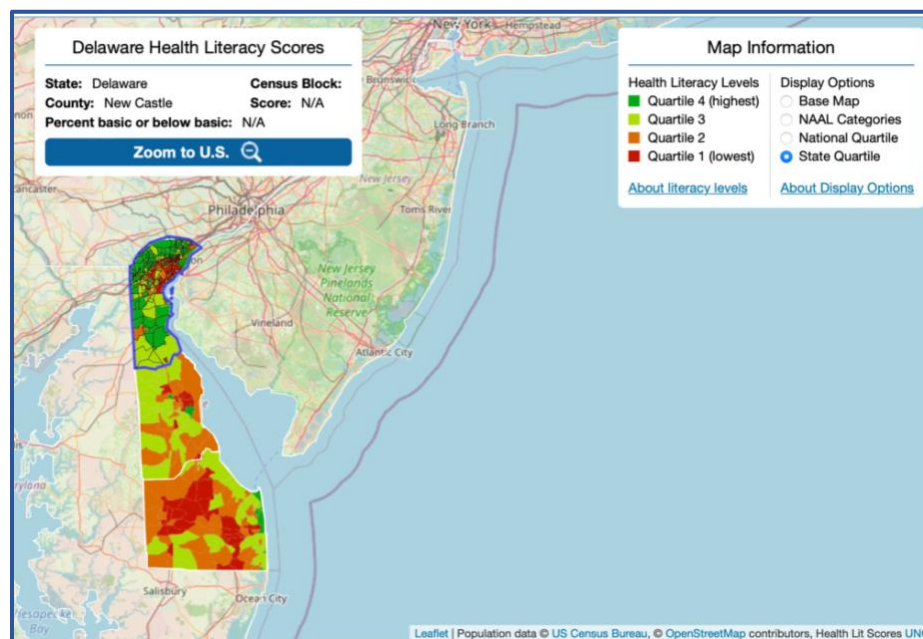 New York
Hempstead
Delaware Health Literacy Scores
State: Delaware
Census Block:
County: New Castle
Score: N/A
Percent basic or below basic: N/A
Zoom to U.S.
Map Information
Health Literacy Levels
Quartile 4 (highest)
Quartile 3
Quartile 2
Quartile 1 (lowest)
About literacy levels
Display Options
Base Map
NAAL Categories
National Quartile
State Quartile
About Display Options
Brunswick
Long Branch
New Jersey
ancaster
Philadelphia
Toms River
New Jersey
Pinelands
National
Reserve
Vineland
Atlantic City
Salisbury
Ocean City
Bay
Leaflet | Population data © US Census Bureau, © OpenStreetMap contributors, Health Lit Scores UN